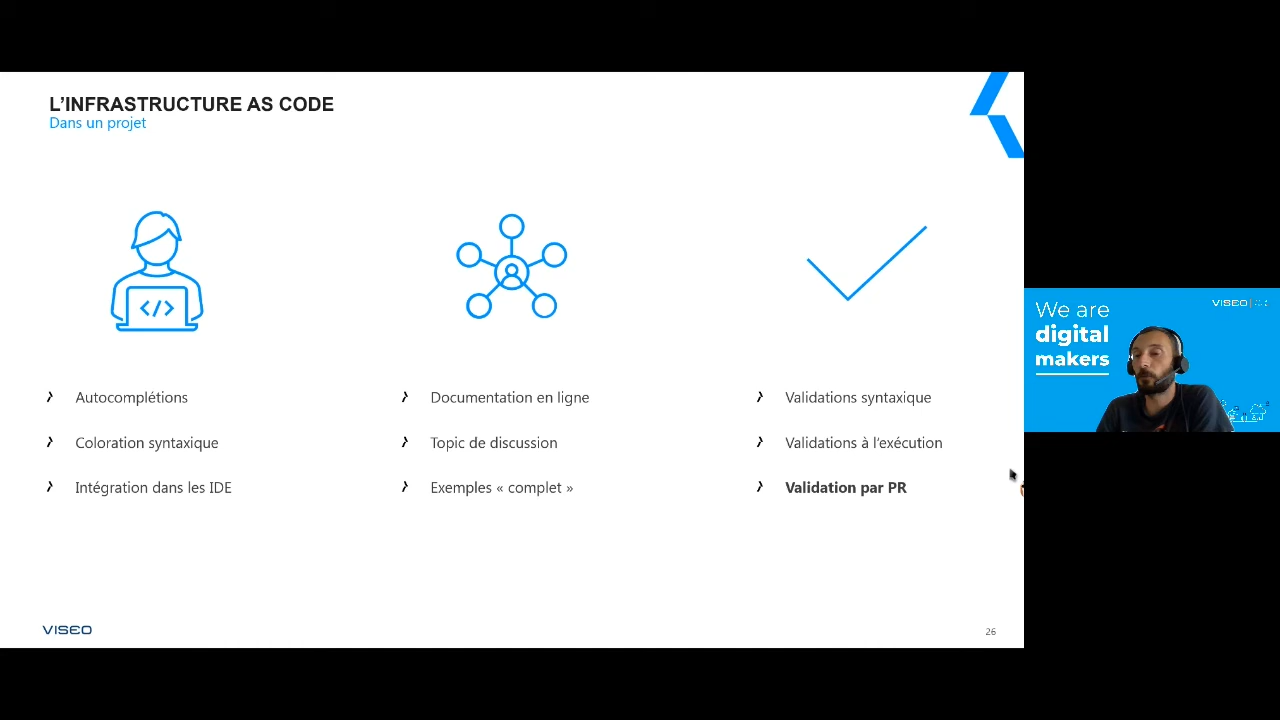 L'INFRASTRUCTURE AS CODE
Dans un projet
</>
Autocomplétions
Coloration syntaxique
Intégration dans les IDE
Documentation en ligne
Topic de discussion
Exemples « complet »
Validations syntaxique
Validations à l'exécution
Validation par PR
VISEO
26
We are
digital
makers
VISEO